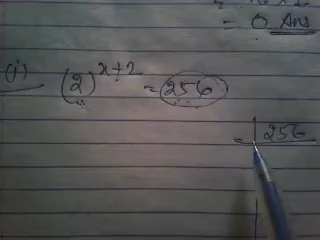 = 0 Ans
(i) (2)^{x+2} = 256
256